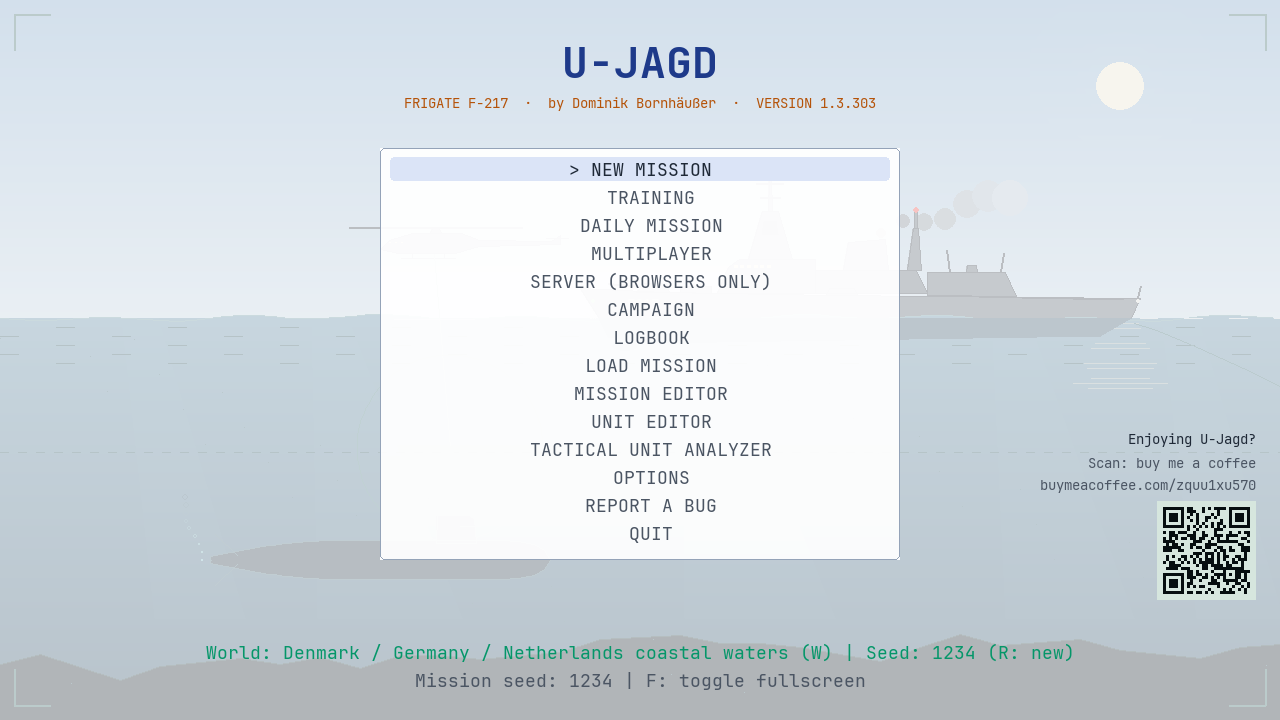 U-JAGD
FRIGATE F-217 · by Dominik Bornhäußer · VERSION 1.3.303
> NEW MISSION
TRAINING
DAILY MISSION
MULTIPLAYER
SERVER (BROWSERS ONLY)
CAMPAIGN
LOGBOOK
LOAD MISSION
MISSION EDITOR
UNIT EDITOR
TACTICAL UNIT ANALYZER
OPTIONS
REPORT A BUG
QUIT
Enjoying U-Jagd?
Scan: buy me a coffee
buymeacoffee.com/zquu1xu570
World: Denmark / Germany / Netherlands coastal waters (W) | Seed: 1234 (R: new)
Mission seed: 1234 | F: toggle fullscreen